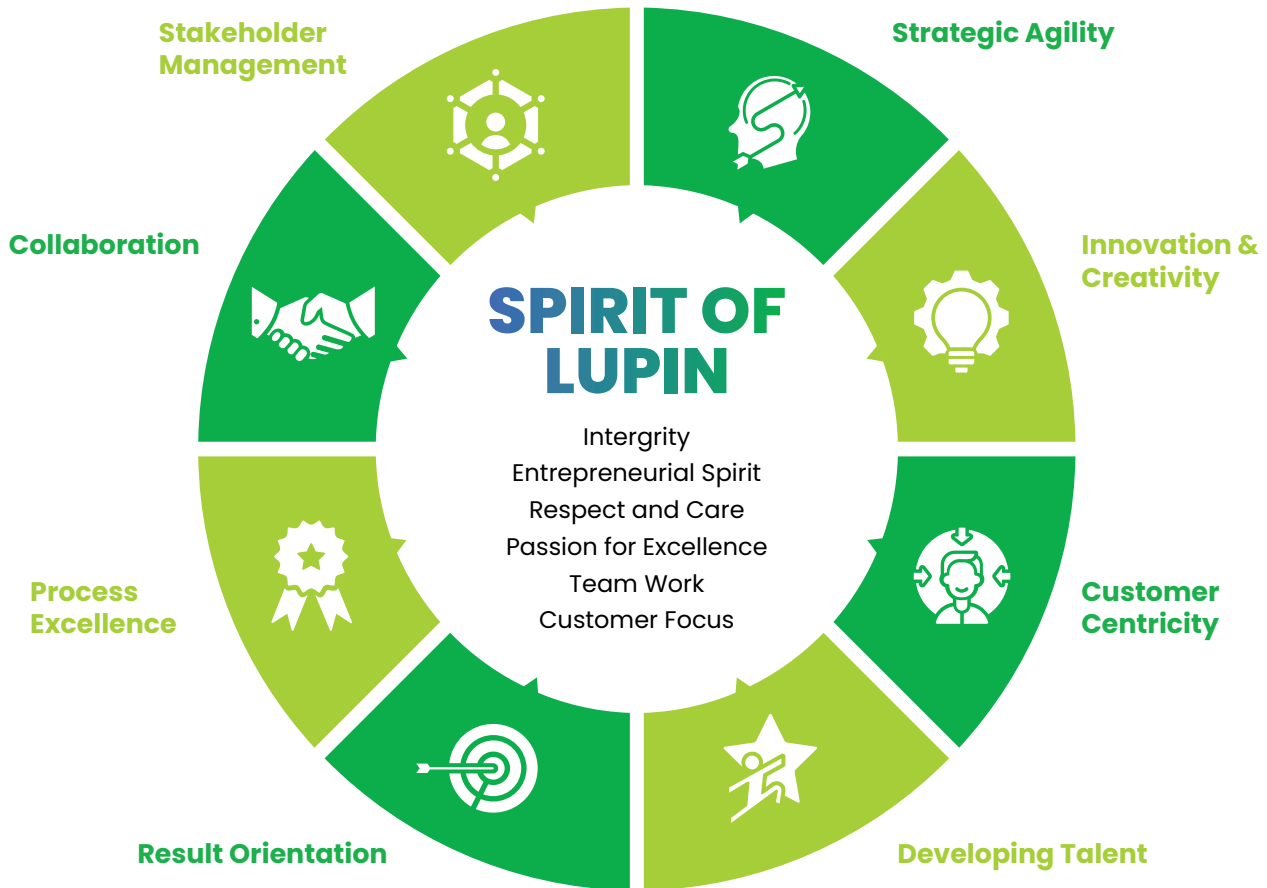 Stakeholder
Management
Strategic Agility
Collaboration
Innovation &
Creativity
SPIRIT OF
LUPIN
Intergrity
Entrepreneurial Spirit
Respect and Care
Passion for Excellence
Team Work
Customer Focus
Process
Excellence
Customer
Centricity
Result Orientation
Developing Talent